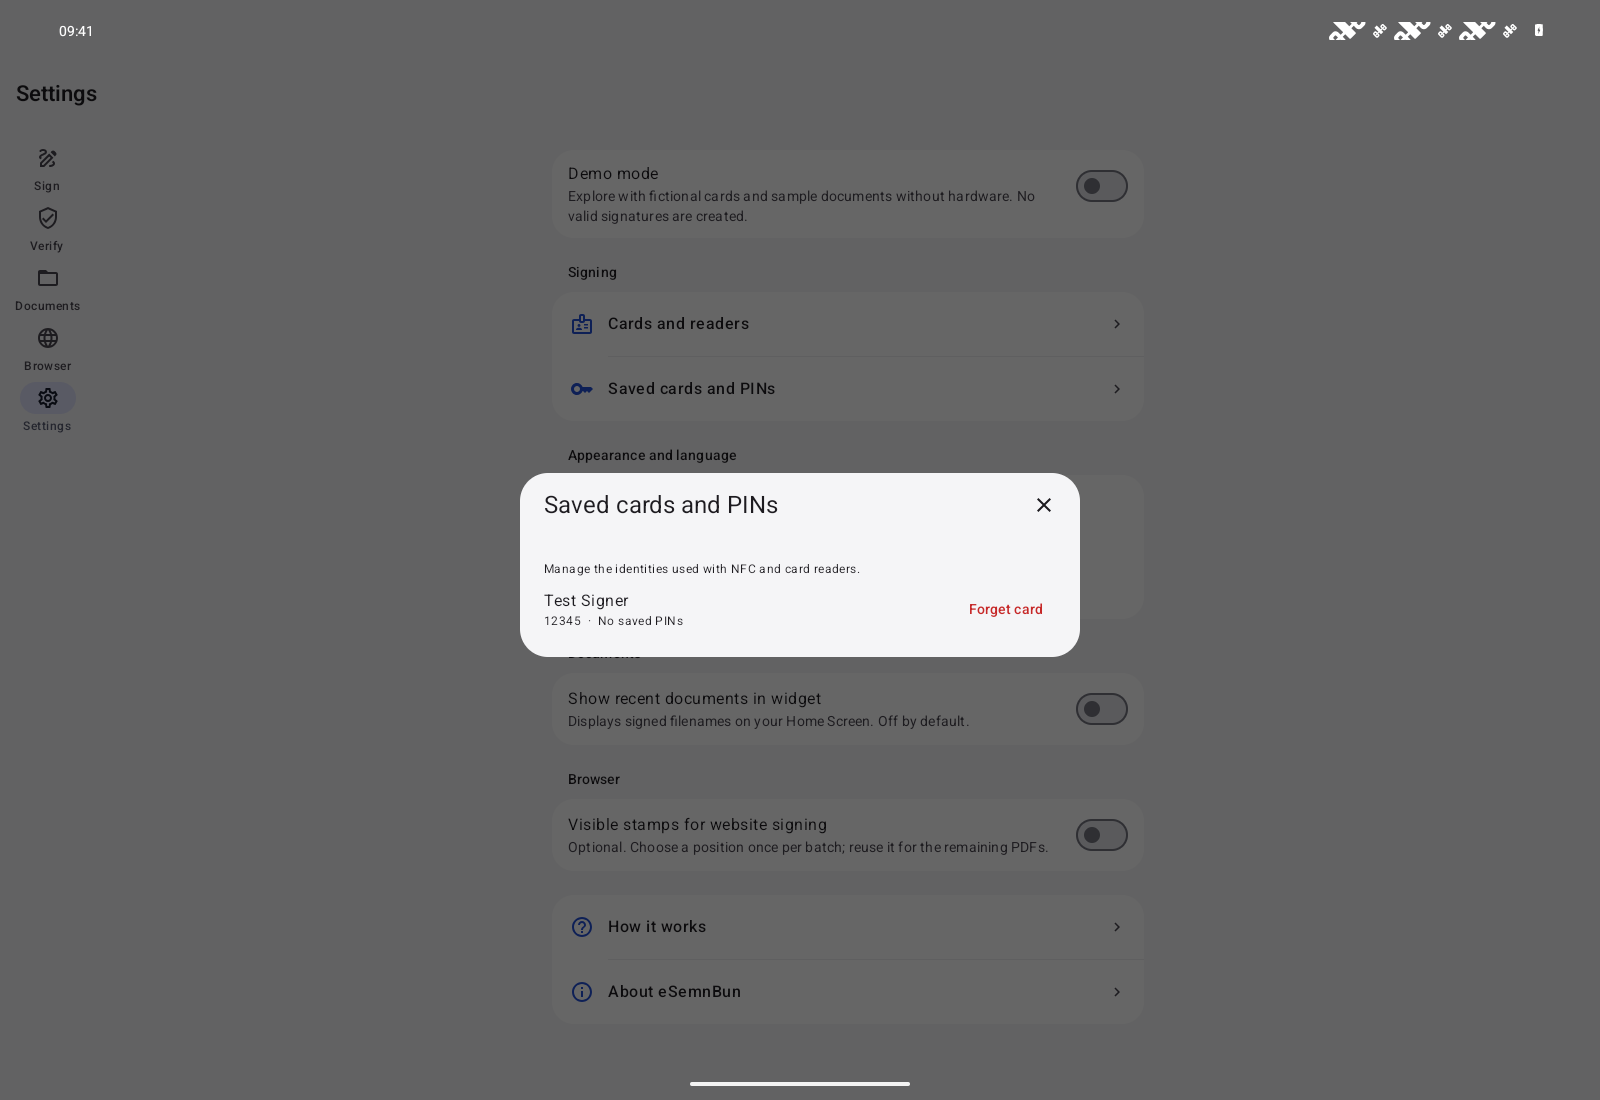 09:41
Settings
Sign
Verify
Documents
Browser
Settings
Demo mode
Explore with fictional cards and sample documents without hardware. No
valid signatures are created.
Signing
Cards and readers
Saved cards and PINs
Appearance and language
Saved cards and PINs
Manage the identities used with NFC and card readers.
Test Signer
12345 · No saved PINs
Forget card
Show recent documents in widget
Displays signed filenames on your Home Screen. Off by default.
Browser
Visible stamps for website signing
Optional. Choose a position once per batch; reuse it for the remaining PDFs.
How it works
About eSemnBun